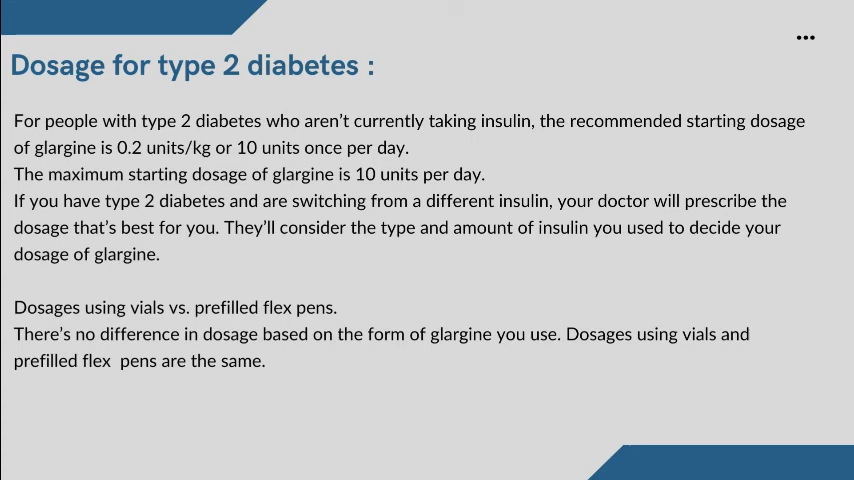 Dosage for type 2 diabetes :
For people with type 2 diabetes who aren’t currently taking insulin, the recommended starting dosage
of glargine is 0.2 units/kg or 10 units once per day.
The maximum starting dosage of glargine is 10 units per day.
If you have type 2 diabetes and are switching from a different insulin, your doctor will prescribe the
dosage that’s best for you. They’ll consider the type and amount of insulin you used to decide your
dosage of glargine.
Dosages using vials vs. prefilled flex pens.
There’s no difference in dosage based on the form of glargine you use. Dosages using vials and
prefilled flex  pens are the same.